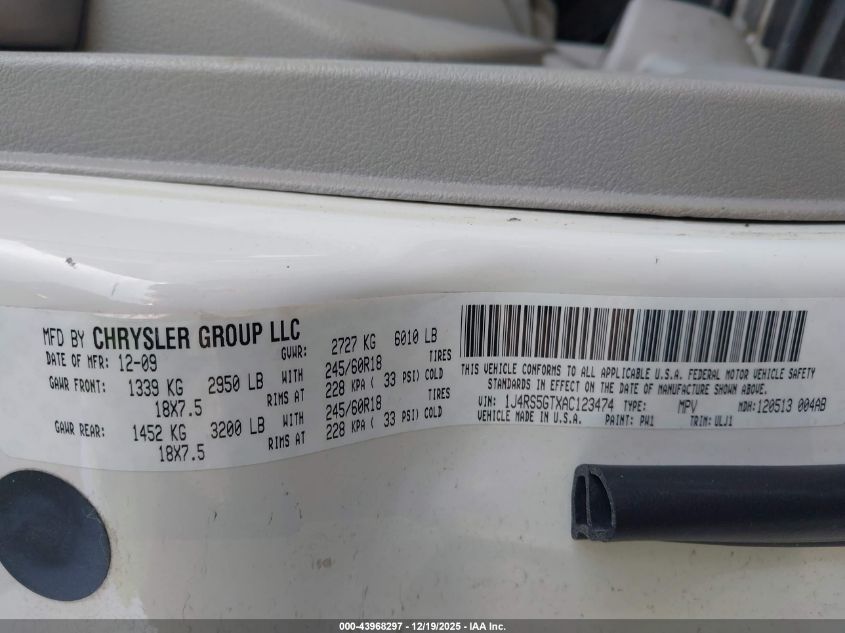 MFD BY CHRYSLER GROUP LLC
DATE OF MFR: 12-09 GVWR: 2727 KG 6010 LB
GAWR FRONT: 1339 KG 2950 LB WITH 245/60R18 TIRES
18X7.5 RIMS AT 228 KPA ( 33 PSI) COLD
GAWR REAR: 1452 KG 3200 LB WITH 245/60R18 TIRES
18X7.5 RIMS AT 228 KPA ( 33 PSI) COLD
THIS VEHICLE CONFORMS TO ALL APPLICABLE U.S.A. FEDERAL MOTOR VEHICLE SAFETY
STANDARDS IN EFFECT ON THE DATE OF MANUFACTURE SHOWN ABOVE.
VIN: 1J4RS5GTXAC123474 TYPE: MPV MDH:120513 004AB
VEHICLE MADE IN U.S.A. PAINT: PW1 TRIM:ULJ1
000-43968297 - 12/19/2025 - IAA Inc.